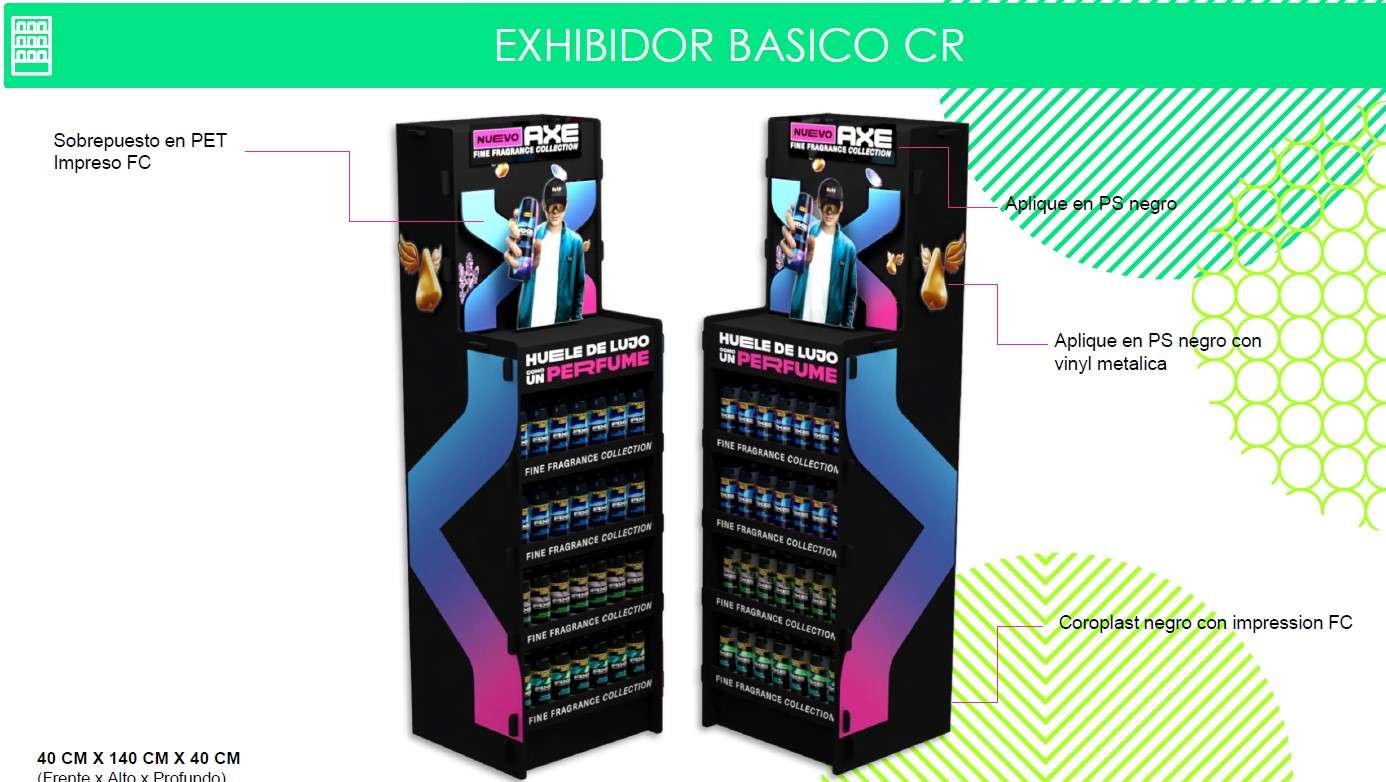 EXHIBIDOR BASICO CR
Sobrepuesto en PET
Impreso FC
NUEVO AXE
FINE FRAGRANCE COLLECTION
HUELE DE LUJO
COMO
UN PERFUME
FINE FRAGRANCE COLLECTION
FINE FRAGRANCE COLLECTION
FINE FRAGRANCE COLLECTION
FINE FRAGRANCE COLLECTION
NUEVO AXE
FINE FRAGRANCE COLLECTION
HUELE DE LUJO
COMO
UN PERFUME
FINE FRAGRANCE COLLECTION
FINE FRAGRANCE COLLECTION
FINE FRAGRANCE COLLECTION
FINE FRAGRANCE COLLECTION
Aplique en PS negro
Aplique en PS negro con
vinyl metalica
Coroplast negro con impression FC
40 CM X 140 CM X 40 CM
(Frente x Alto x Profundo)